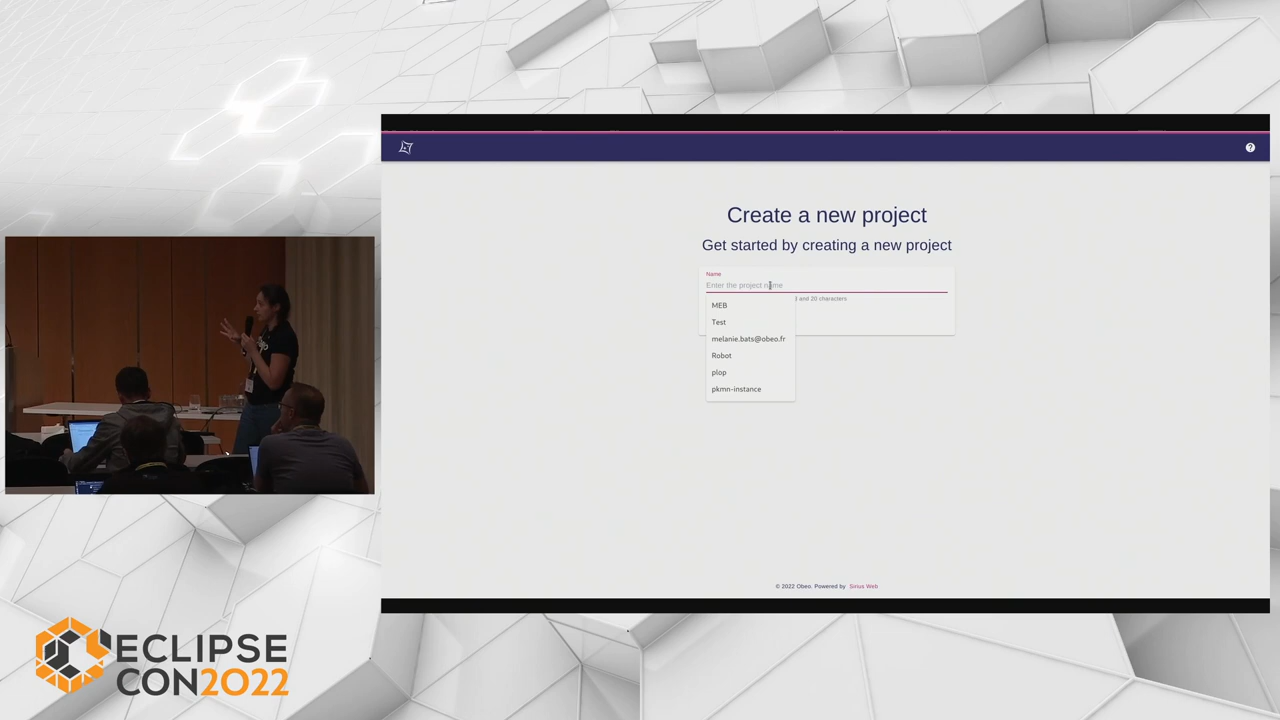 Create a new project
Get started by creating a new project
Name
Enter the project name
and 20 characters
MEB
Test
melanie.bats@obeo.fr
Robot
plop
pkmn-instance
© 2022 Obeo. Powered by Sirius Web
ECLIPSE
CON2022